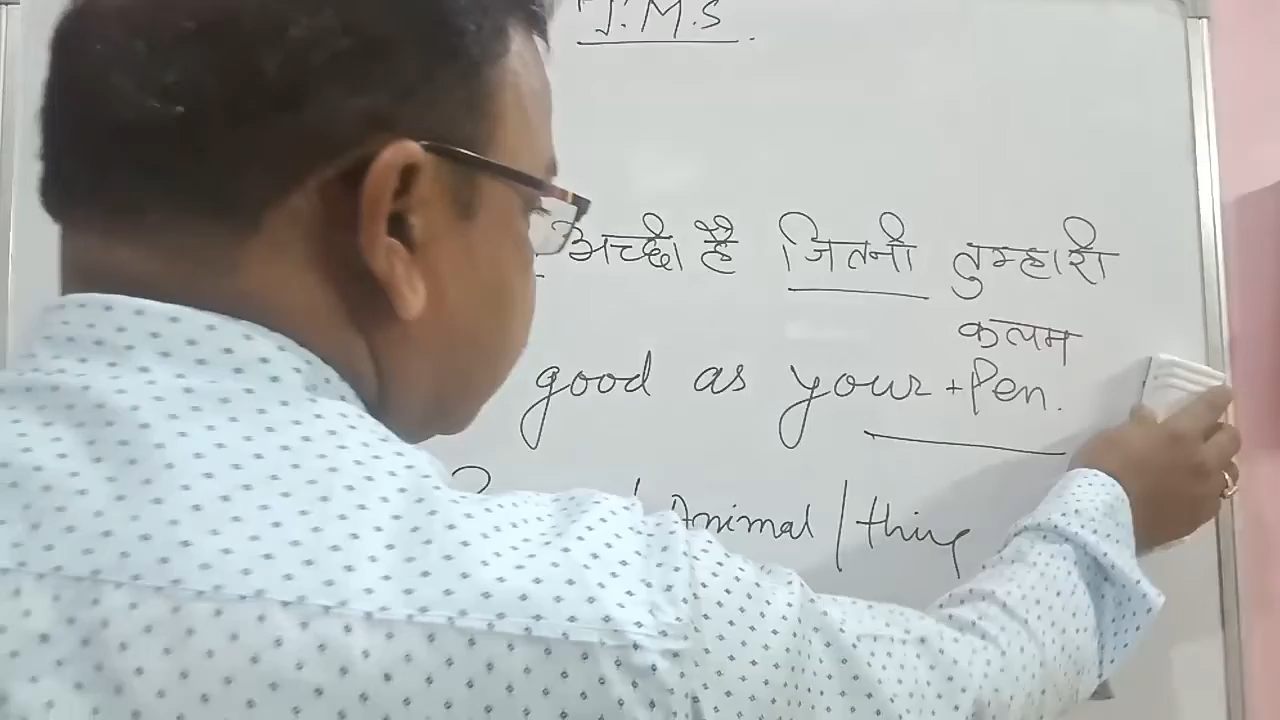 T.M.S
अच्छी है जितनी तुम्हारी
कलम
good as your + Pen.
Animal / thing